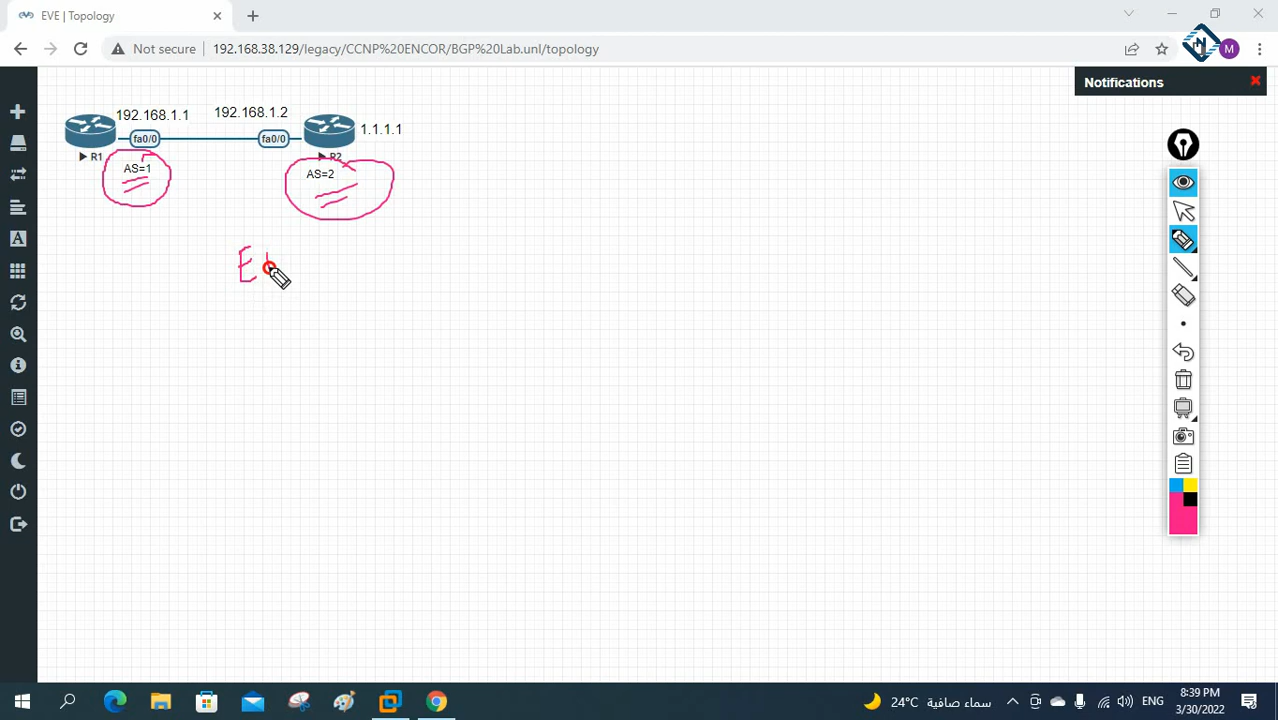 EVE | Topology
Not secure
192.168.38.129/legacy/CCNP%20ENCOR/BGP%20Lab.unl/topology
M
Notifications
192.168.1.1
192.168.1.2
1.1.1.1
fa0/0
fa0/0
R1
R2
AS=1
AS=2
E
A
24°C
سماء صافية
ENG
8:39 PM
3/30/2022